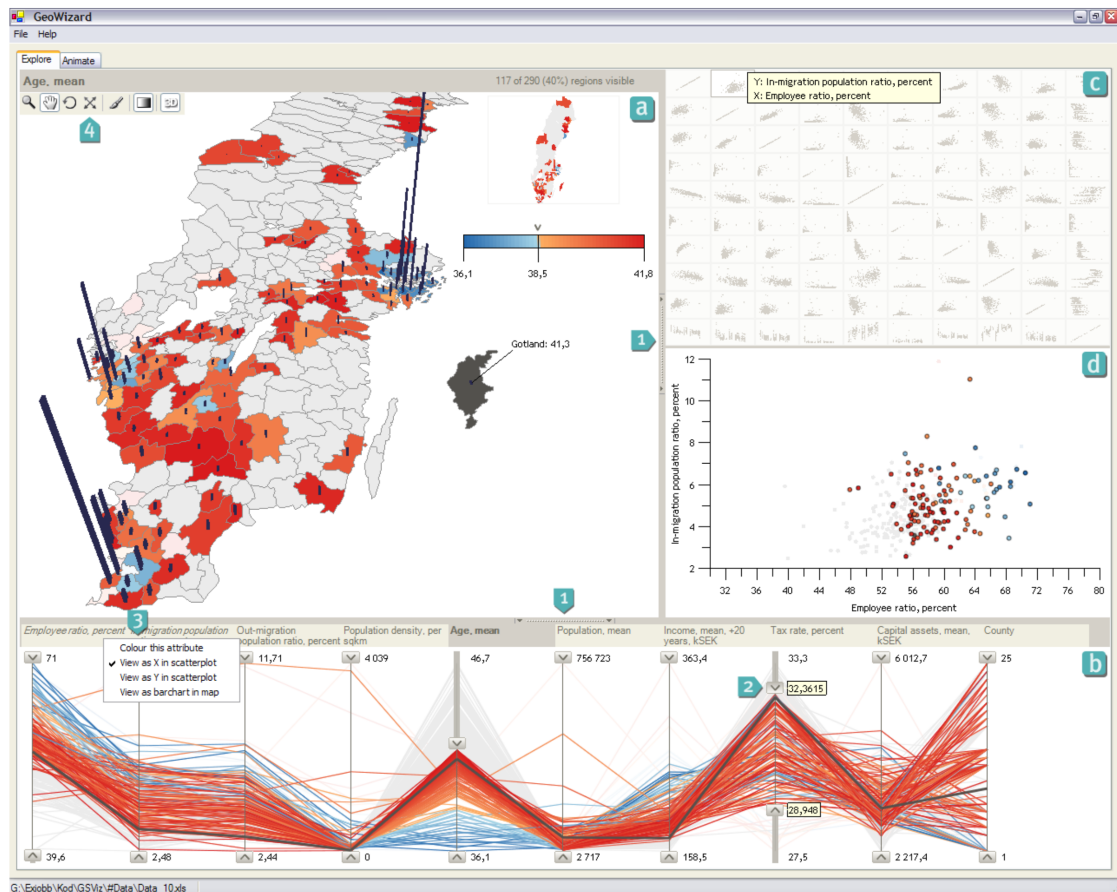 GeoWizard
File Help
Explore Animate
Age, mean 117 of 290 (40%) regions visible
4
3D
a
36,1 38,5 41,8
Gotland: 41,3
1
Y: In-migration population ratio, percent
X: Employee ratio, percent
c
d
12
10
8
6
4
2
In-migration population ratio, percent
32 36 40 44 48 52 56 60 64 68 72 76 80
Employee ratio, percent
1
3
Employee ratio, percent
migration population
Out-migration population ratio, percent
Population density, per sqkm
Age, mean
Population, mean
Income, mean, +20 years, kSEK
Tax rate, percent
Capital assets, mean, kSEK
County
Colour this attribute
View as X in scatterplot
View as Y in scatterplot
View as barchart in map
b
71 11,71 4 039 46,7 756 723 363,4 33,3 6 012,7 25
2
32,3615
28,948
39,6 2,48 2,44 0 36,1 2 717 158,5 27,5 2 217,4 1
G:\Exjobb\Kod\GSViz\#Data\Data_10.xls